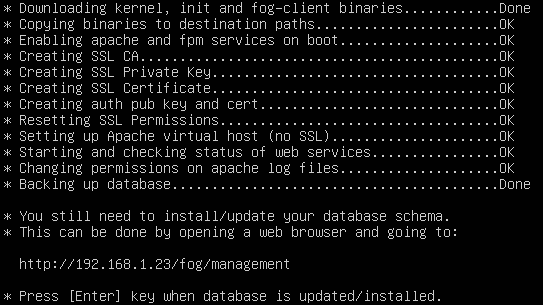 * Downloading kernel, init and fog-client binaries............Done
* Copying binaries to destination paths.......................OK
* Enabling apache and fpm services on boot....................OK
* Creating SSL CA.............................................OK
* Creating SSL Private Key....................................OK
* Creating SSL Certificate....................................OK
* Creating auth pub key and cert..............................OK
* Resetting SSL Permissions...................................OK
* Setting up Apache virtual host (no SSL).....................OK
* Starting and checking status of web services................OK
* Changing permissions on apache log files....................OK
* Backing up database.........................................Done
* You still need to install/update your database schema.
* This can be done by opening a web browser and going to:
http://192.168.1.23/fog/management
* Press [Enter] key when database is updated/installed.